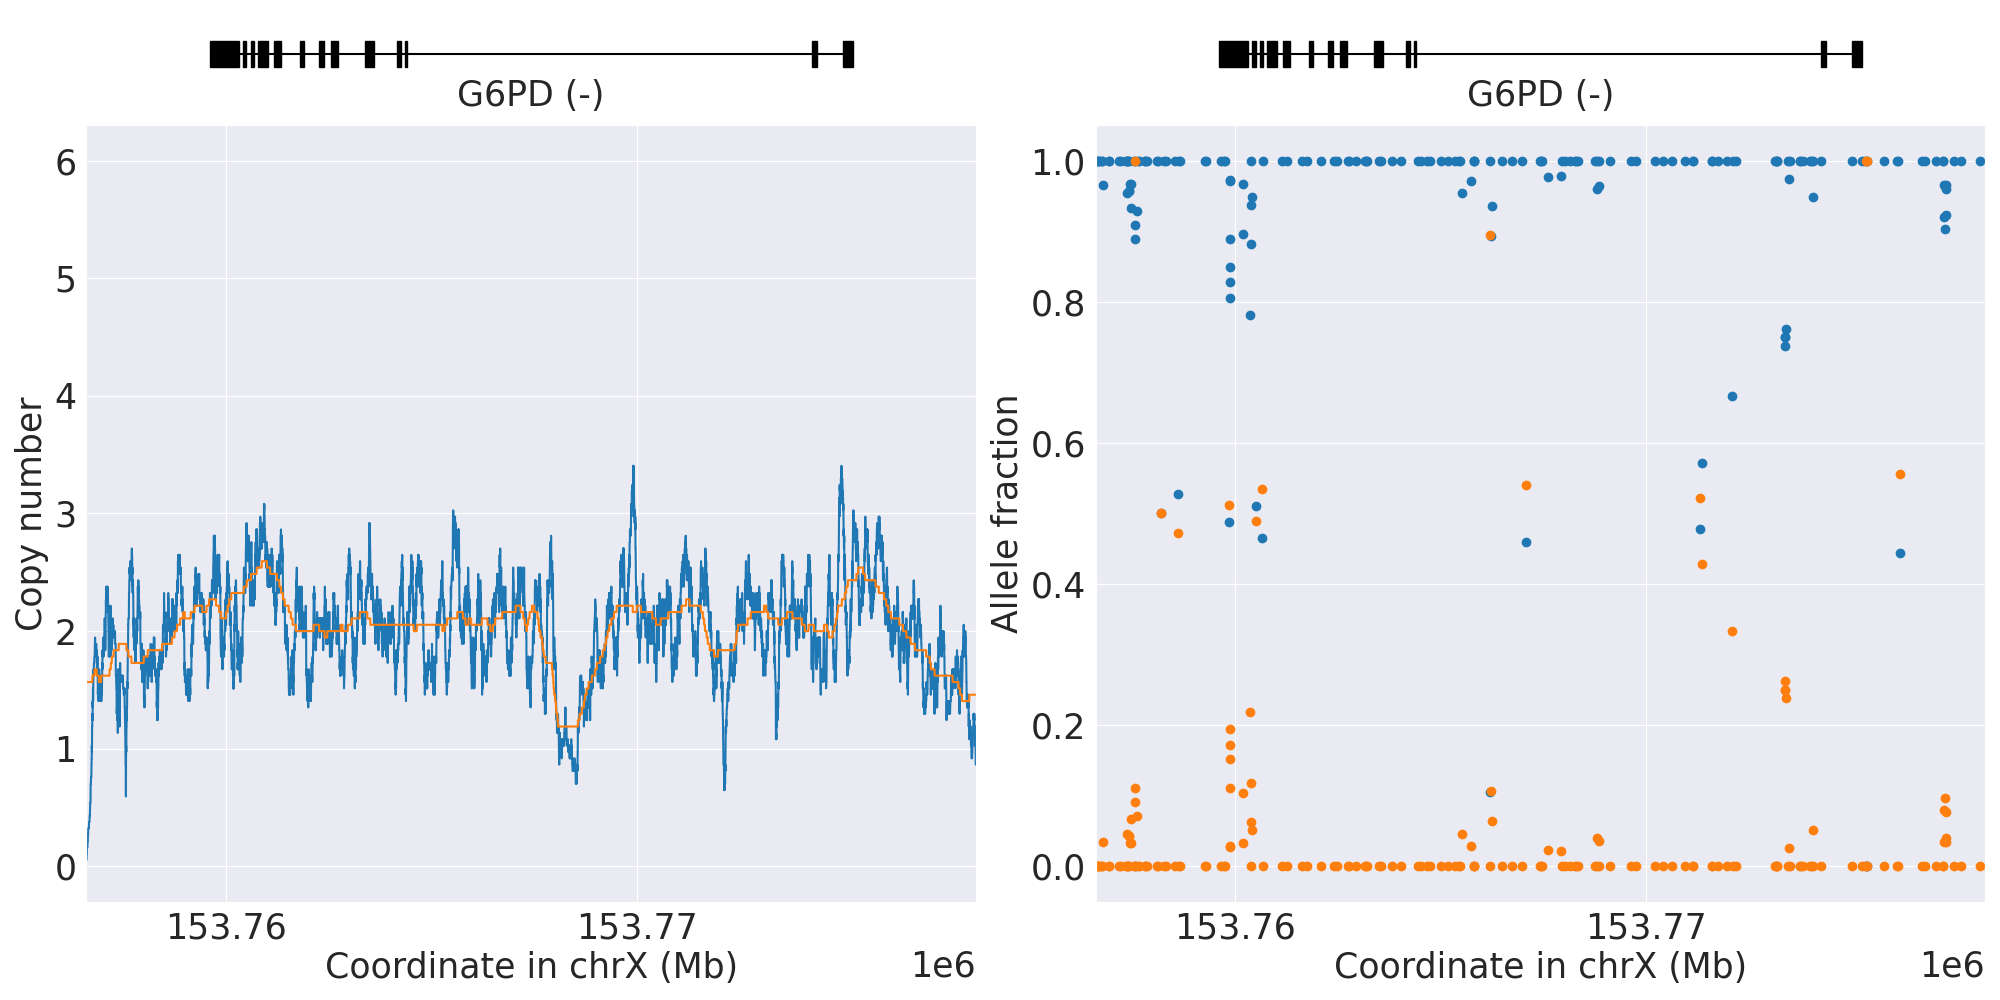 G6PD (-)
6
5
4
3
2
1
0
Copy number
153.76
153.77
Coordinate in chrX (Mb)
1e6
G6PD (-)
1.0
0.8
0.6
0.4
0.2
0.0
Allele fraction
153.76
153.77
Coordinate in chrX (Mb)
1e6